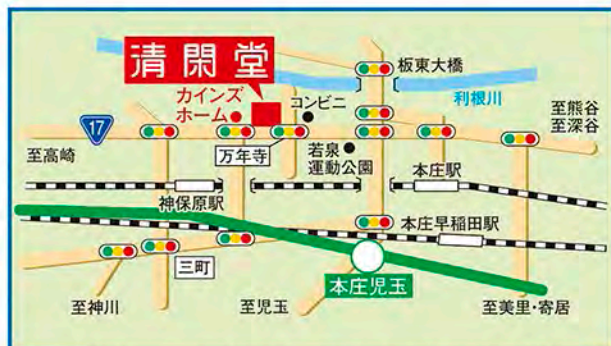 清閑堂
板東大橋
カインズ
ホーム
コンビニ
利根川
至熊谷
至深谷
17
至高崎
万年寺
若泉
運動公園
本庄駅
神保原駅
本庄早稲田駅
三町
本庄児玉
至神川
至児玉
至美里・寄居